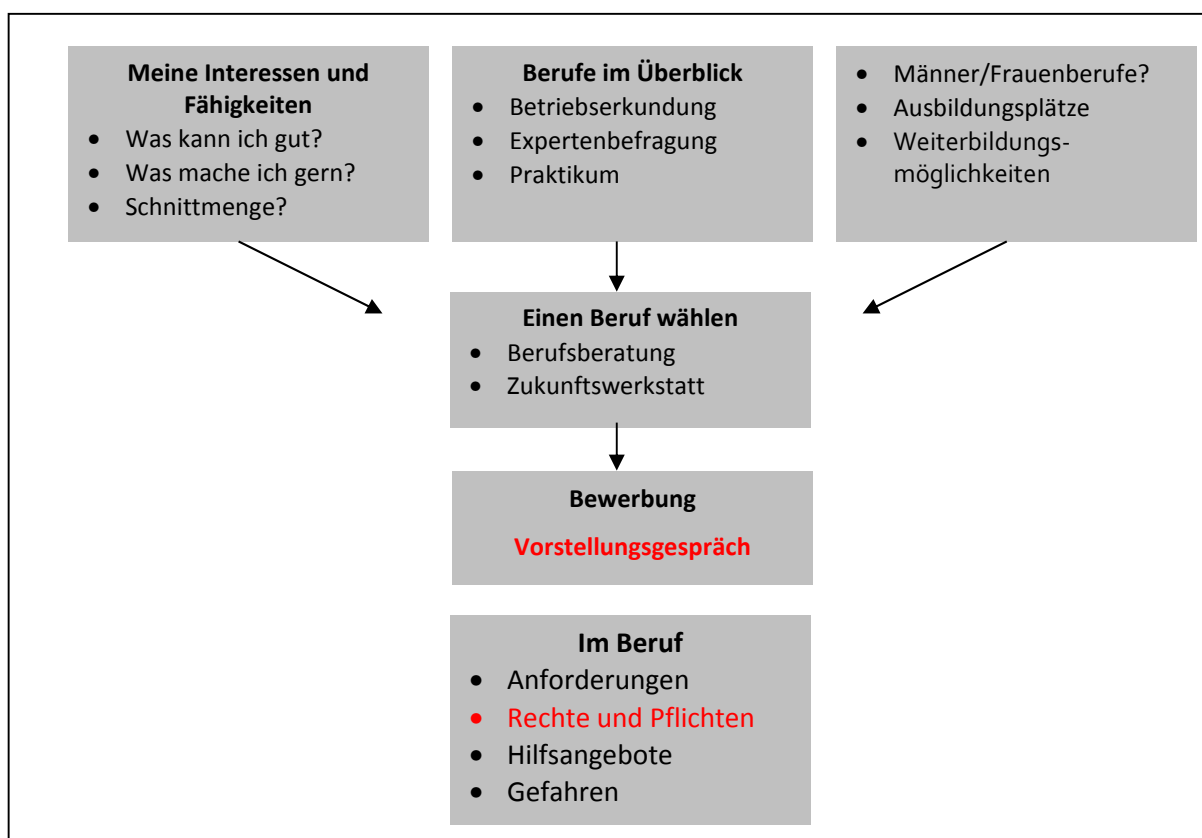 Meine Interessen und
Fähigkeiten
• Was kann ich gut?
• Was mache ich gern?
• Schnittmenge?
Berufe im Überblick
• Betriebserkundung
• Expertenbefragung
• Praktikum
• Männer/Frauenberufe?
• Ausbildungsplätze
• Weiterbildungs-
möglichkeiten
Einen Beruf wählen
• Berufsberatung
• Zukunftswerkstatt
Bewerbung
Vorstellungsgespräch
Im Beruf
• Anforderungen
• Rechte und Pflichten
• Hilfsangebote
• Gefahren